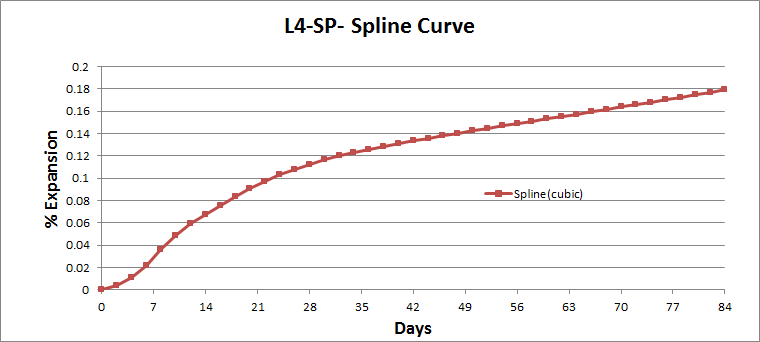 L4-SP- Spline Curve
0.2
0.18
0.16
0.14
0.12
0.1
0.08
0.06
0.04
0.02
0
% Expansion
Spline(cubic)
0 7 14 21 28 35 42 49 56 63 70 77 84
Days